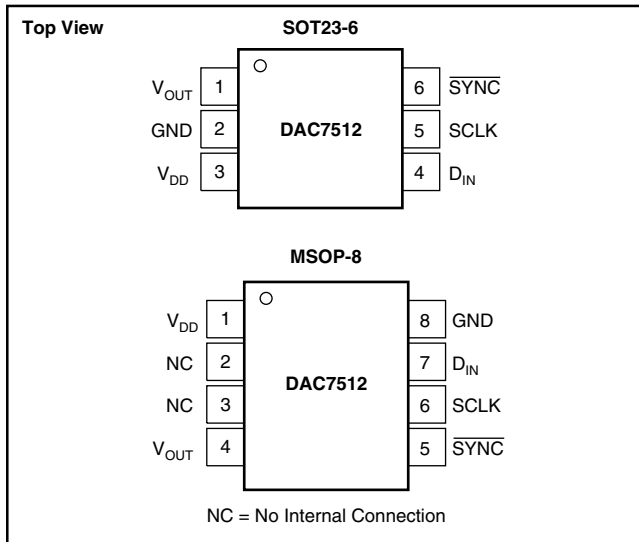 Top View
SOT23-6
V_OUT 1 6 S̅Y̅N̅C̅
GND 2 DAC7512 5 SCLK
V_DD 3 4 D_IN
MSOP-8
V_DD 1 8 GND
NC 2 7 D_IN
DAC7512
NC 3 6 SCLK
V_OUT 4 5 S̅Y̅N̅C̅
NC = No Internal Connection